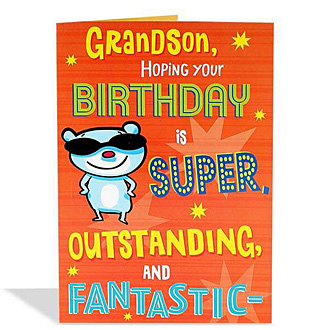 Grandson,
Hoping your
BIRTHDAY
is
SUPER,
OUTSTANDING,
AND
FANTASTIC-